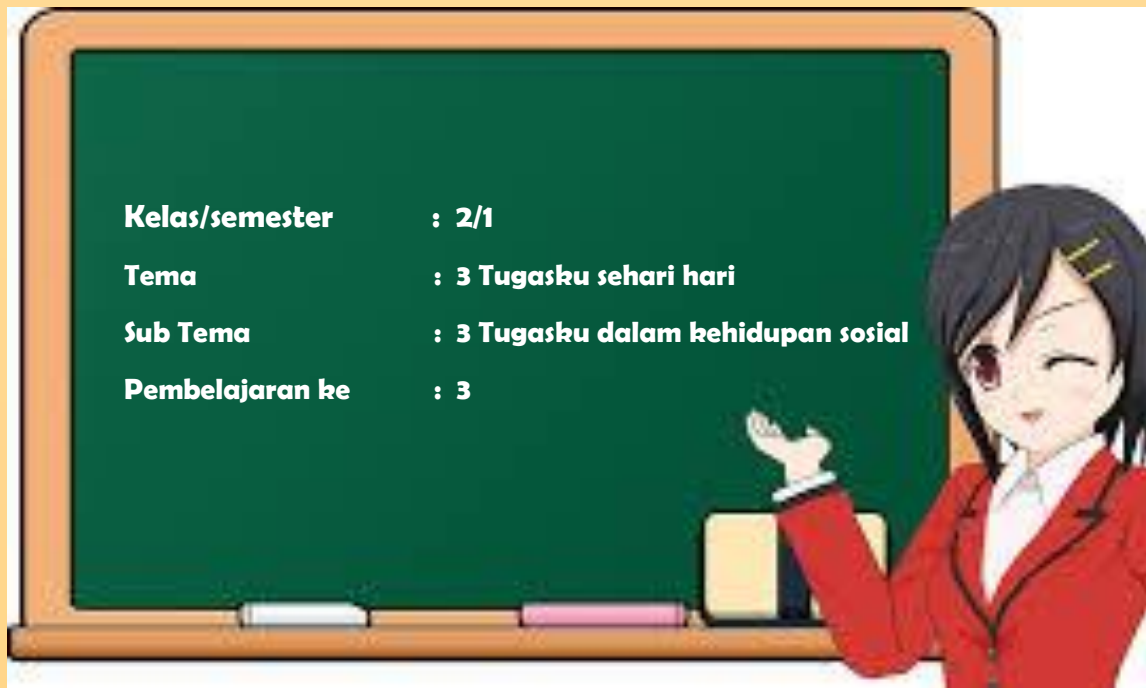 Kelas/semester : 2/1
Tema : 3 Tugasku sehari hari
Sub Tema : 3 Tugasku dalam kehidupan sosial
Pembelajaran ke : 3